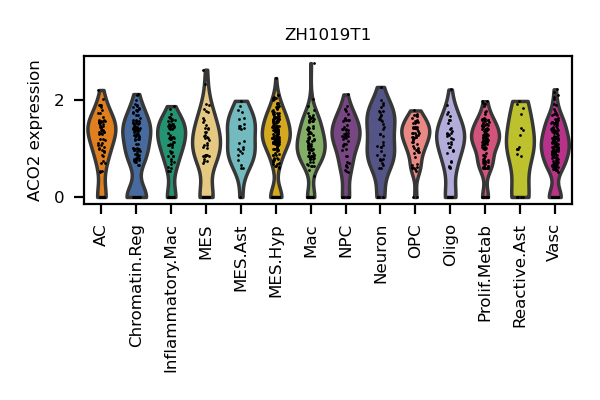 ZH1019T1
ACO2 expression
2
0
AC
Chromatin.Reg
Inflammatory.Mac
MES
MES.Ast
MES.Hyp
Mac
NPC
Neuron
OPC
Oligo
Prolif.Metab
Reactive.Ast
Vasc